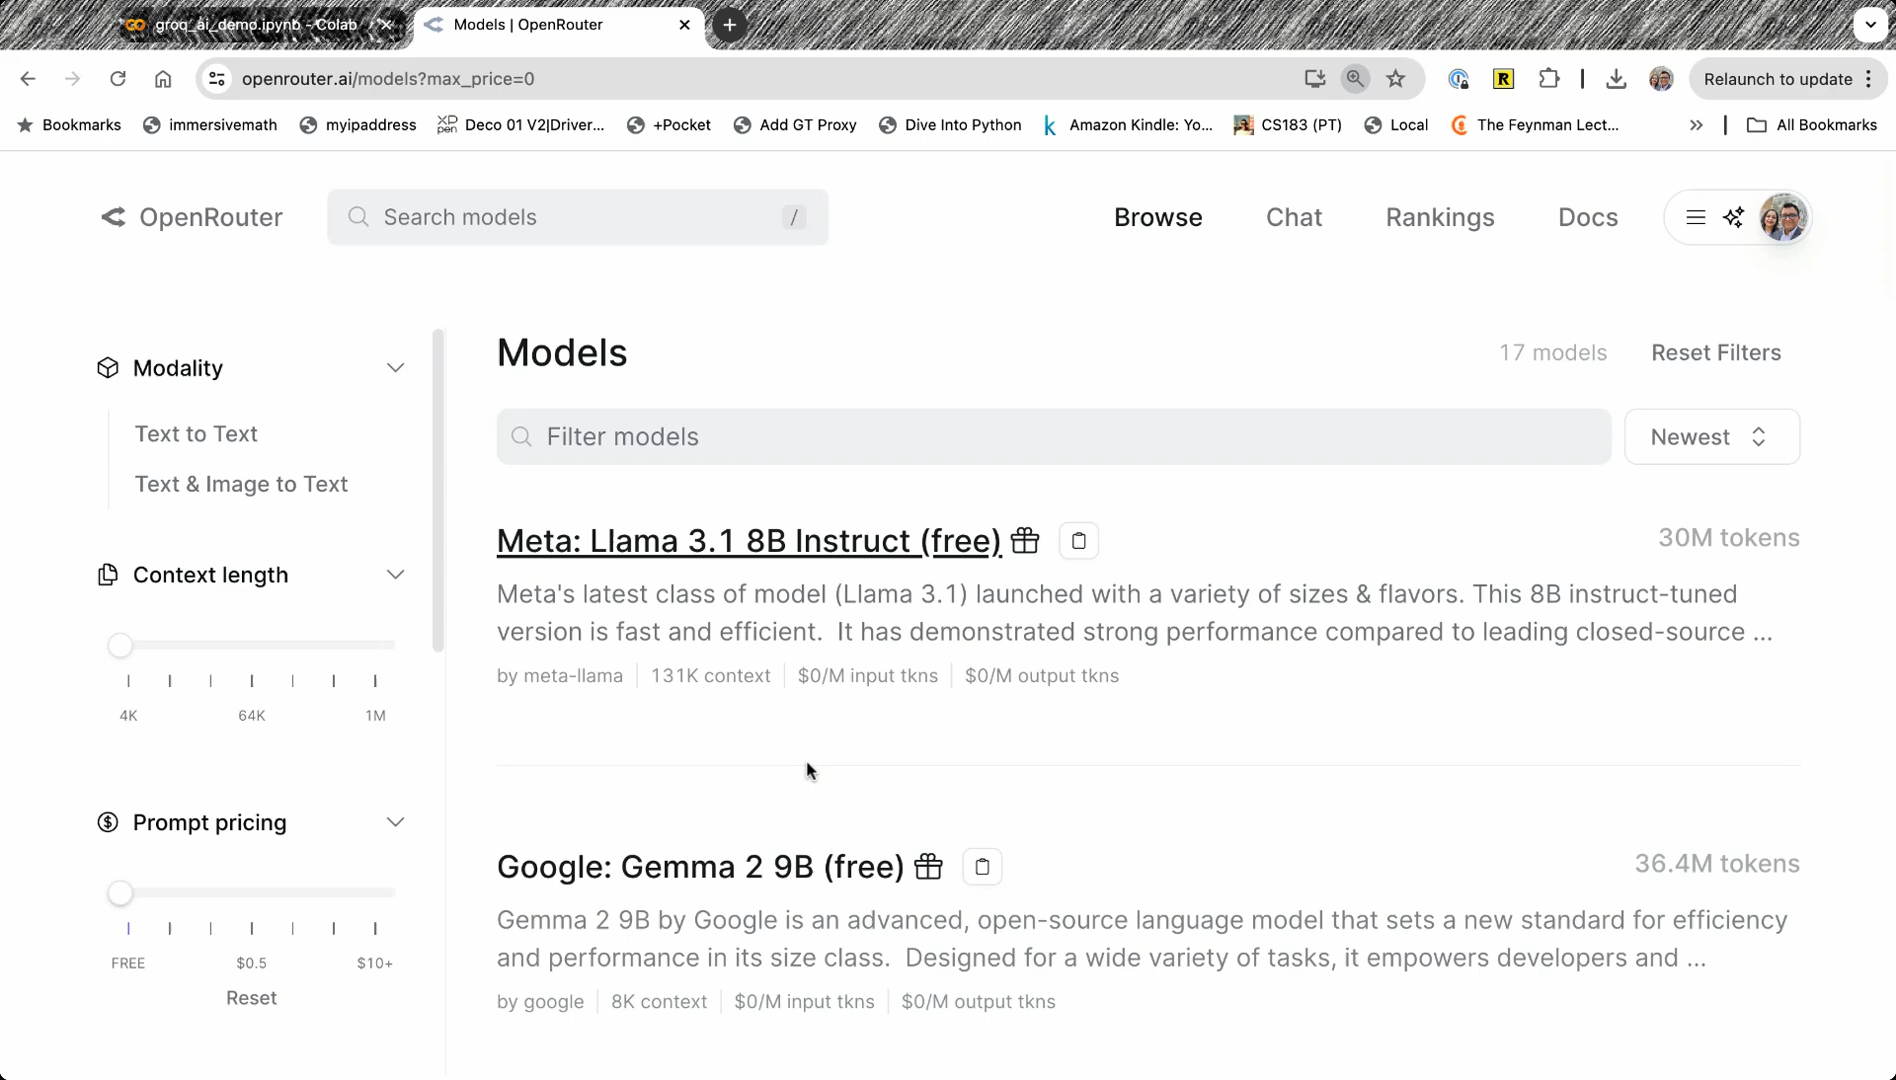 groq_ai_demo.ipynb - Colab
Models | OpenRouter
openrouter.ai/models?max_price=0
Relaunch to update
Bookmarks
immersivemath
myipaddress
XP PEN
Deco 01 V2|Driver...
+Pocket
Add GT Proxy
Dive Into Python
k
Amazon Kindle: Yo...
CS183 (PT)
Local
The Feynman Lect...
All Bookmarks
OpenRouter
Search models
/
Browse
Chat
Rankings
Docs
Modality
Text to Text
Text & Image to Text
Context length
4K
64K
1M
Prompt pricing
FREE
$0.5
$10+
Reset
Models
17 models
Reset Filters
Filter models
Newest
Meta: Llama 3.1 8B Instruct (free)
30M tokens
Meta's latest class of model (Llama 3.1) launched with a variety of sizes & flavors. This 8B instruct-tuned
version is fast and efficient.  It has demonstrated strong performance compared to leading closed-source ...
by meta-llama
131K context
$0/M input tkns
$0/M output tkns
Google: Gemma 2 9B (free)
36.4M tokens
Gemma 2 9B by Google is an advanced, open-source language model that sets a new standard for efficiency
and performance in its size class.  Designed for a wide variety of tasks, it empowers developers and ...
by google
8K context
$0/M input tkns
$0/M output tkns